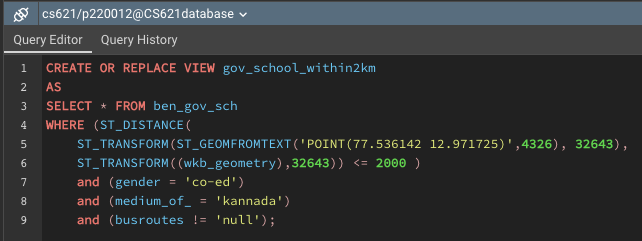 cs621/p220012@CS621database
Query Editor Query History
1 CREATE OR REPLACE VIEW gov_school_within2km
2 AS
3 SELECT * FROM ben_gov_sch
4 WHERE (ST_DISTANCE(
5 ST_TRANSFORM(ST_GEOMFROMTEXT('POINT(77.536142 12.971725)',4326), 32643),
6 ST_TRANSFORM((wkb_geometry),32643)) <= 2000 )
7 and (gender = 'co-ed')
8 and (medium_of_ = 'kannada')
9 and (busroutes != 'null');